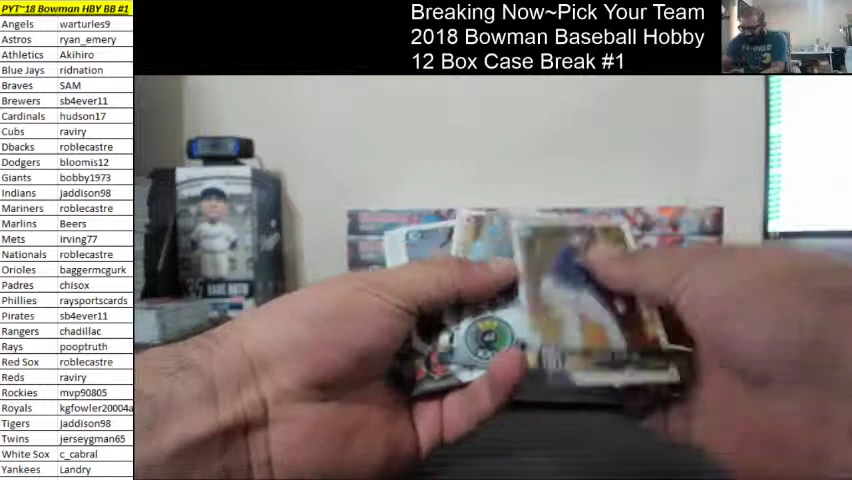 PYT~18 Bowman HBY BB #1
Angels warturles9
Astros ryan_emery
Athletics Akihiro
Blue Jays ridnation
Braves SAM
Brewers sb4ever11
Cardinals hudson17
Cubs raviry
Dbacks roblecastre
Dodgers bloomis12
Giants bobby1973
Indians jaddison98
Mariners roblecastre
Marlins Beers
Mets irving77
Nationals roblecastre
Orioles baggermcgurk
Padres chisox
Phillies raysportscards
Pirates sb4ever11
Rangers chadillac
Rays pooptruth
Red Sox roblecastre
Reds raviry
Rockies mvp90805
Royals kgfowler20004a
Tigers jaddison98
Twins jerseygman65
White Sox c_cabral
Yankees Landry
Breaking Now~Pick Your Team
2018 Bowman Baseball Hobby
12 Box Case Break #1
BABE RUTH